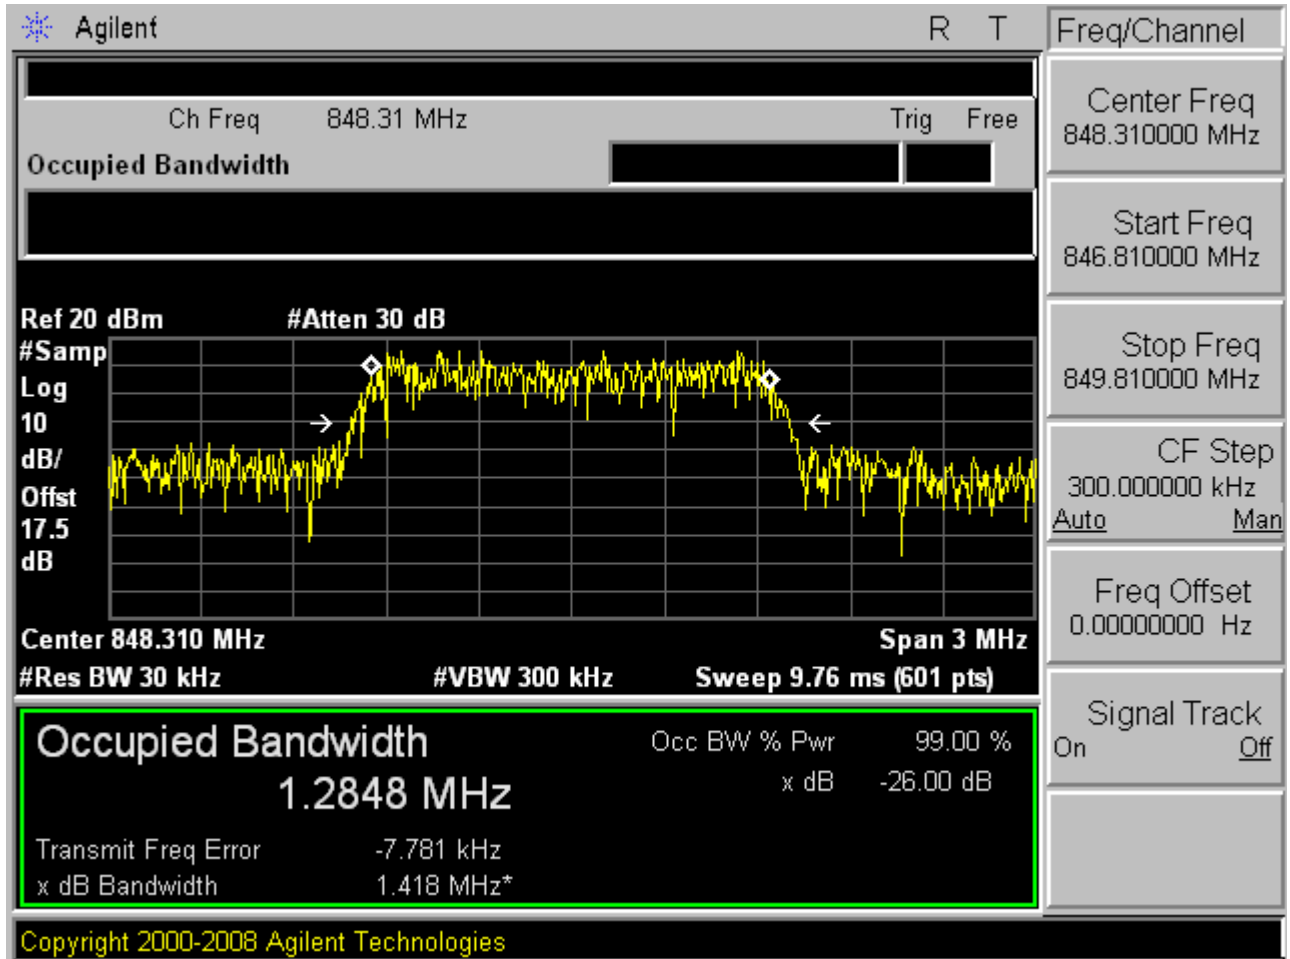 Agilent R T
Freq/Channel
Ch Freq 848.31 MHz Trig Free
Occupied Bandwidth
Center Freq
848.310000 MHz
Start Freq
846.810000 MHz
Stop Freq
849.810000 MHz
CF Step
300.000000 kHz
Auto Man
Freq Offset
0.00000000 Hz
Signal Track
On Off
Ref 20 dBm #Atten 30 dB
#Samp
Log
10
dB/
Offst
17.5
dB
Center 848.310 MHz Span 3 MHz
#Res BW 30 kHz #VBW 300 kHz Sweep 9.76 ms (601 pts)
Occupied Bandwidth Occ BW % Pwr 99.00 %
1.2848 MHz x dB -26.00 dB
Transmit Freq Error -7.781 kHz
x dB Bandwidth 1.418 MHz*
Copyright 2000-2008 Agilent Technologies